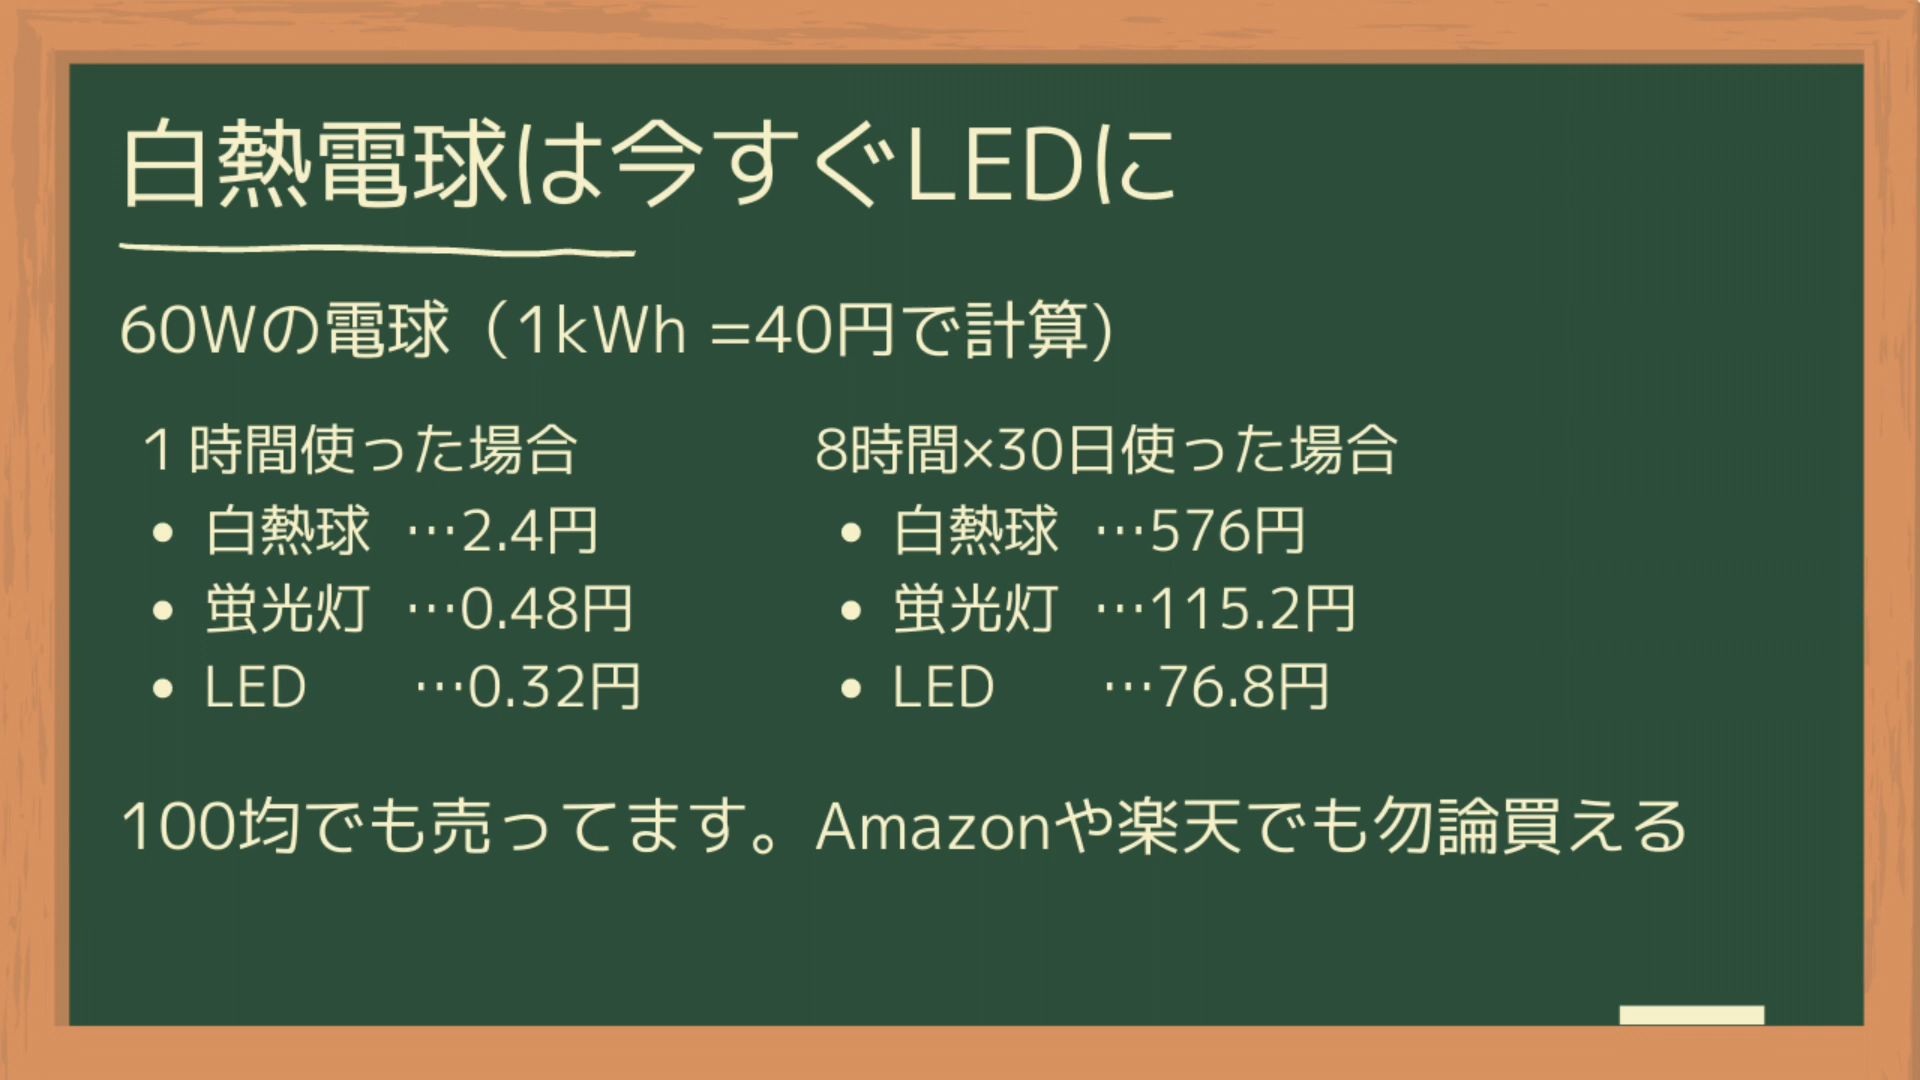 白熱電球は今すぐLEDに
60Wの電球（1kWh =40円で計算)
１時間使った場合
• 白熱球 …2.4円
• 蛍光灯 …0.48円
• LED …0.32円
8時間×30日使った場合
• 白熱球 …576円
• 蛍光灯 …115.2円
• LED …76.8円
100均でも売ってます。Amazonや楽天でも勿論買える